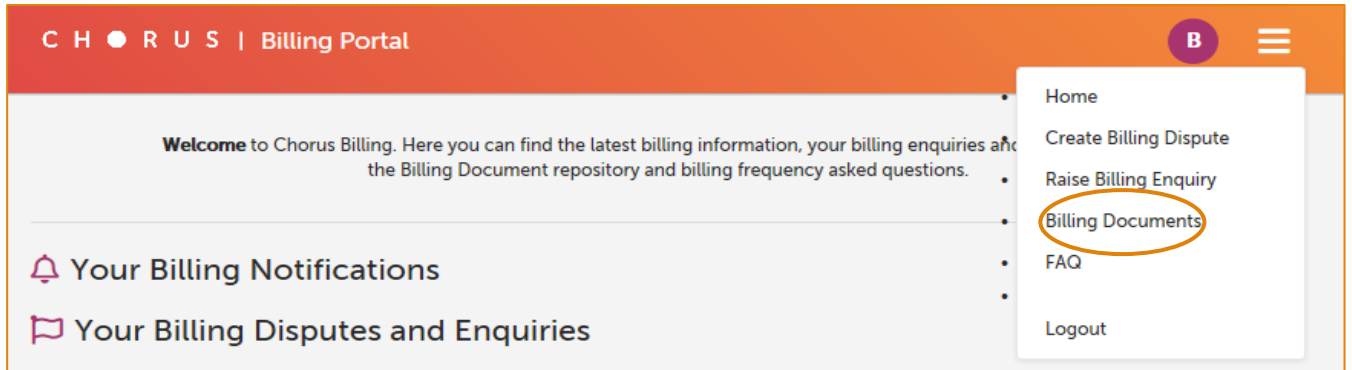 CHORUS | Billing Portal
B
Home
Create Billing Dispute
Raise Billing Enquiry
Billing Documents
FAQ
Logout
Welcome to Chorus Billing. Here you can find the latest billing information, your billing enquiries and
the Billing Document repository and billing frequency asked questions.
Your Billing Notifications
Your Billing Disputes and Enquiries